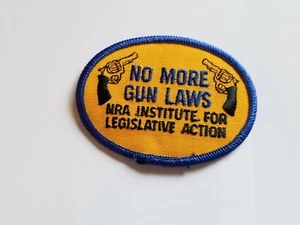 NO MORE
GUN LAWS
NRA INSTITUTE FOR
LEGISLATIVE ACTION